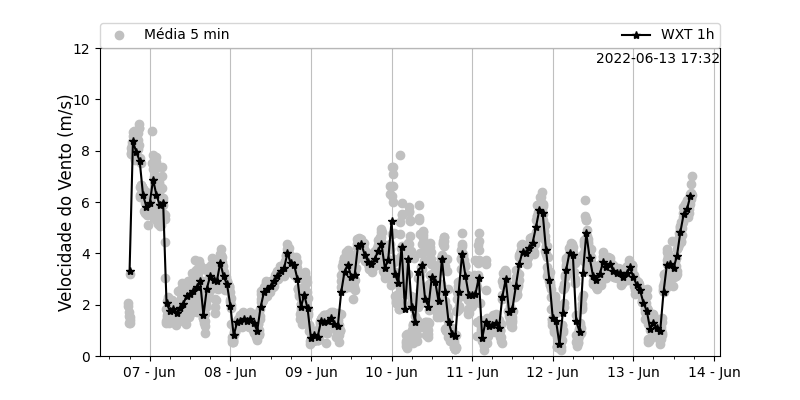 Média 5 min
WXT 1h
2022-06-13 17:32
Velocidade do Vento (m/s)
12
10
8
6
4
2
0
07 - Jun
08 - Jun
09 - Jun
10 - Jun
11 - Jun
12 - Jun
13 - Jun
14 - Jun